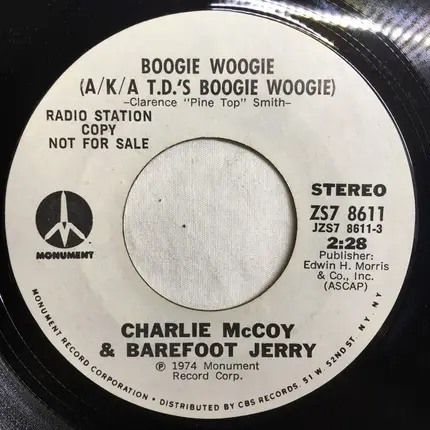 BOOGIE WOOGIE
(A/K/A T.D.'S BOOGIE WOOGIE)
-Clarence "Pine Top" Smith-
RADIO STATION
COPY
NOT FOR SALE
STEREO
ZS7 8611
JZS7 8611-3
2:28
Publisher:
Edwin H. Morris
& Co., Inc.
(ASCAP)
MONUMENT
CHARLIE McCOY
& BAREFOOT JERRY
℗ 1974 Monument
Record Corp.
MONUMENT RECORD CORPORATION • DISTRIBUTED BY CBS RECORDS. 51 W. 52ND ST. NY. NY